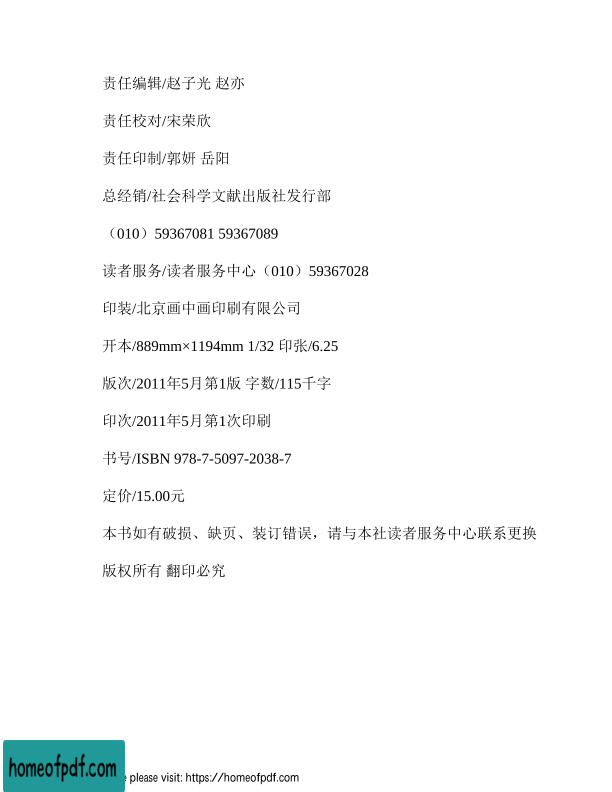 责任编辑/赵子光 赵亦
责任校对/宋荣欣
责任印制/郭妍 岳阳
总经销/社会科学文献出版社发行部
（010）59367081 59367089
读者服务/读者服务中心（010）59367028
印装/北京画中画印刷有限公司
开本/889mm×1194mm 1/32 印张/6.25
版次/2011年5月第1版 字数/115千字
印次/2011年5月第1次印刷
书号/ISBN 978-7-5097-2038-7
定价/15.00元
本书如有破损、缺页、装订错误，请与本社读者服务中心联系更换
版权所有 翻印必究
homeofpdf.com
please visit: https://homeofpdf.com